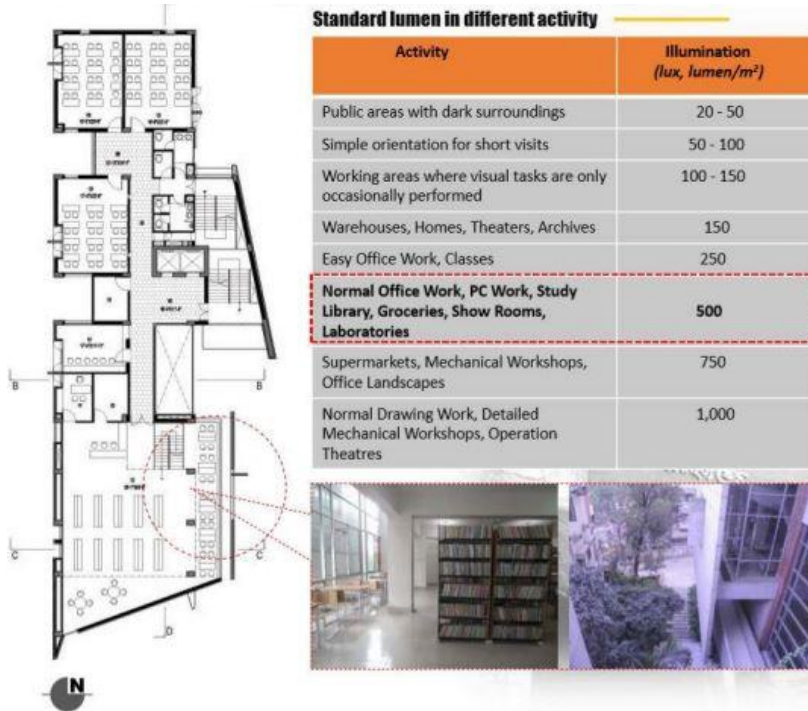 Standard lumen in different activity
Activity
Illumination
(lux, lumen/m²)
Public areas with dark surroundings
20 - 50
Simple orientation for short visits
50 - 100
Working areas where visual tasks are only
occasionally performed
100 - 150
Warehouses, Homes, Theaters, Archives
150
Easy Office Work, Classes
250
Normal Office Work, PC Work, Study
Library, Groceries, Show Rooms,
Laboratories
500
Supermarkets, Mechanical Workshops,
Office Landscapes
750
Normal Drawing Work, Detailed
Mechanical Workshops, Operation
Theatres
1,000
B
B
C
C
D
N